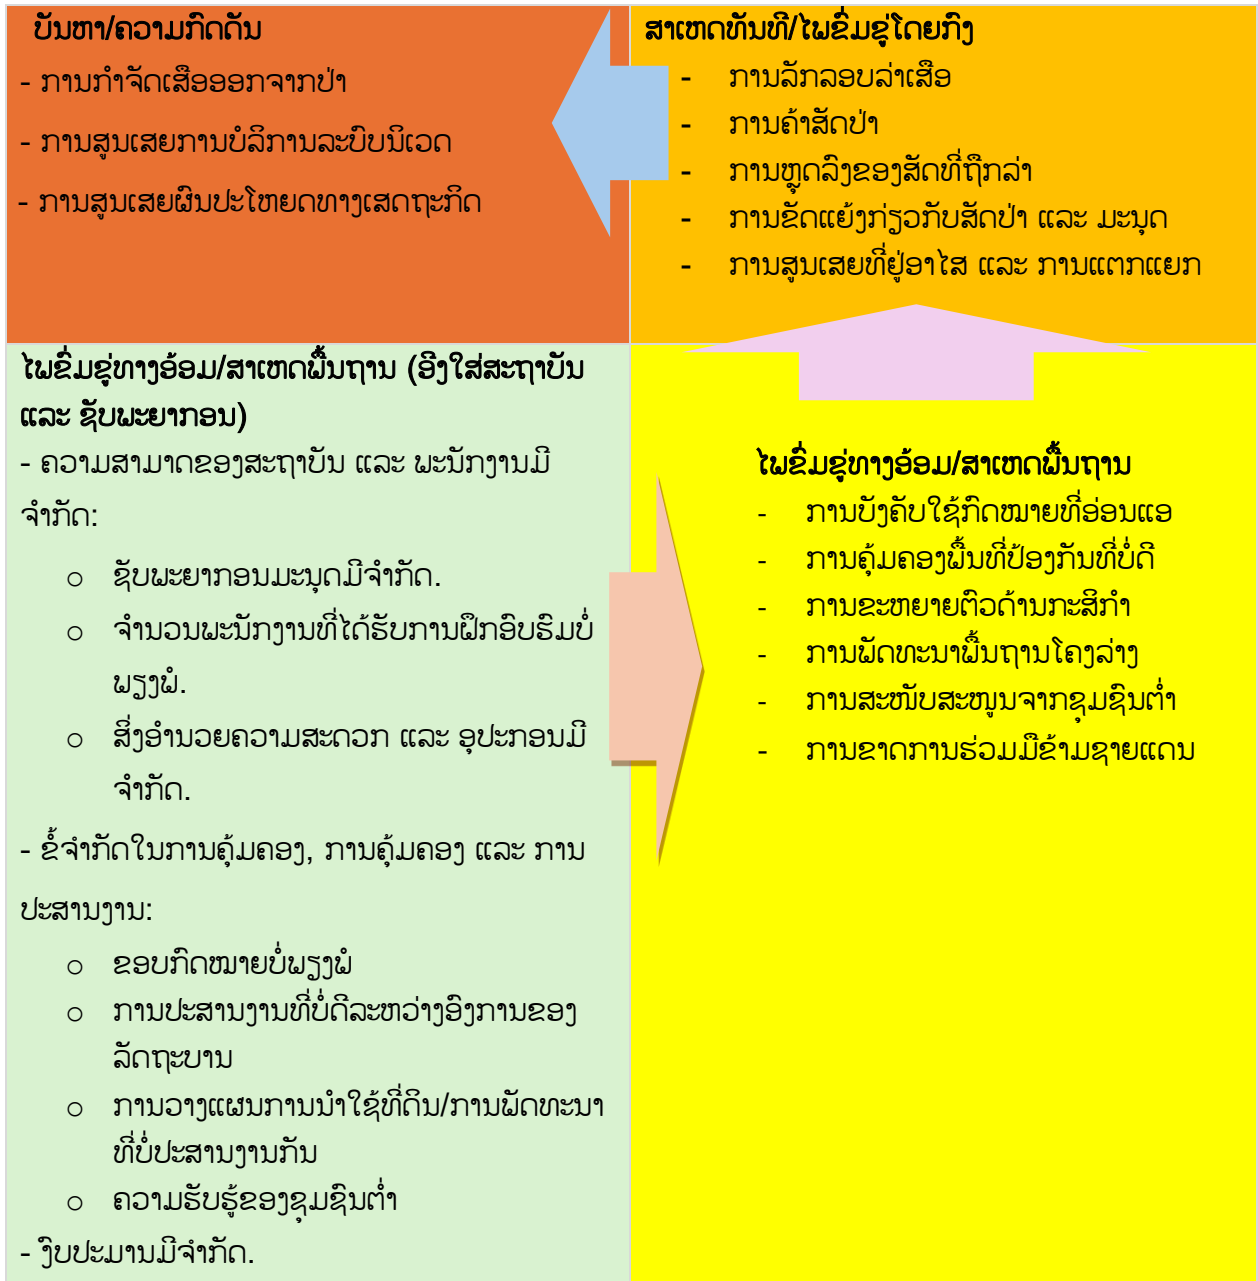 ບັນຫາ/ຄວາມກົດດັນ
- ການກຳຈັດເສືອອອກຈາກປ່າ
- ການສູນເສຍການບໍລິການລະບົບນິເວດ
- ການສູນເສຍຜົນປະໂຫຍດທາງເສດຖະກິດ
ສາເຫດທັນທີ/ໄພຂົ່ມຂູ່ໂດຍກົງ
- ການລັກລອບລ່າເສືອ
- ການຄ້າສັດປ່າ
- ການຫຼຸດລົງຂອງສັດທີ່ຖືກລ່າ
- ການຂັດແຍ້ງກ່ຽວກັບສັດປ່າ ແລະ ມະນຸດ
- ການສູນເສຍທີ່ຢູ່ອາໄສ ແລະ ການແຕກແຍກ
ໄພຂົ່ມຂູ່ທາງອ້ອມ/ສາເຫດພື້ນຖານ (ອີງໃສ່ສະຖາບັນ
ແລະ ຊັບພະຍາກອນ)
- ຄວາມສາມາດຂອງສະຖາບັນ ແລະ ພະນັກງານມີ
ຈຳກັດ:
o ຊັບພະຍາກອນມະນຸດມີຈຳກັດ.
o ຈຳນວນພະນັກງານທີ່ໄດ້ຮັບການຝຶກອົບຮົມບໍ່
ພຽງພໍ.
o ສິ່ງອຳນວຍຄວາມສະດວກ ແລະ ອຸປະກອນມີ
ຈຳກັດ.
- ຂໍ້ຈຳກັດໃນການຄຸ້ມຄອງ, ການຄຸ້ມຄອງ ແລະ ການ
ປະສານງານ:
o ຂອບກົດໝາຍບໍ່ພຽງພໍ
o ການປະສານງານທີ່ບໍ່ດີລະຫວ່າງອົງການຂອງ
ລັດຖະບານ
o ການວາງແຜນການນຳໃຊ້ທີ່ດິນ/ການພັດທະນາ
ທີ່ບໍ່ປະສານງານກັນ
o ຄວາມຮັບຮູ້ຂອງຊຸມຊົນຕ່ຳ
- ງົບປະມານມີຈຳກັດ.
ໄພຂົ່ມຂູ່ທາງອ້ອມ/ສາເຫດພື້ນຖານ
- ການບັງຄັບໃຊ້ກົດໝາຍທີ່ອ່ອນແອ
- ການຄຸ້ມຄອງພື້ນທີ່ປ້ອງກັນທີ່ບໍ່ດີ
- ການຂະຫຍາຍຕົວດ້ານກະສິກຳ
- ການພັດທະນາພື້ນຖານໂຄງລ່າງ
- ການສະໜັບສະໜູນຈາກຊຸມຊົນຕ່ຳ
- ການຂາດການຮ່ວມມືຂ້າມຊາຍແດນ